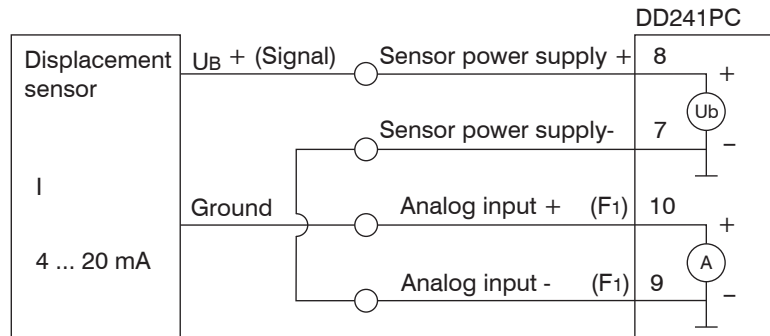 DD241PC
Displacement
sensor
UB + (Signal)
Sensor power supply +
8
+
Ub
Sensor power supply-
7
−
I
Ground
Analog input +
(F1)
10
+
4 ... 20 mA
A
Analog input -
(F1)
9
−